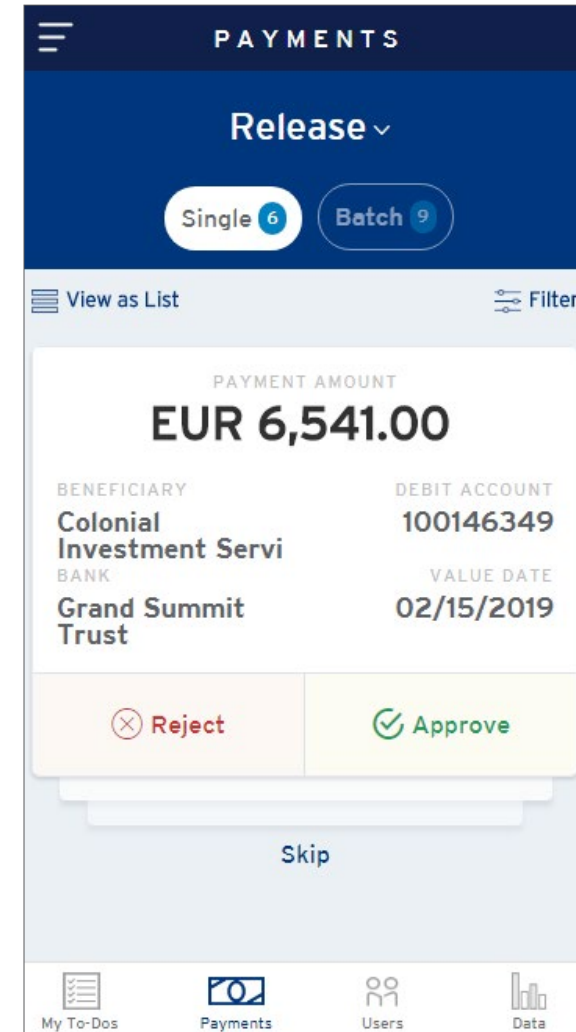 PAYMENTS
Release
Single 6 Batch 9
View as List Filter
PAYMENT AMOUNT
EUR 6,541.00
BENEFICIARY DEBIT ACCOUNT
Colonial 100146349
Investment Servi
BANK VALUE DATE
Grand Summit 02/15/2019
Trust
Reject Approve
Skip
My To-Dos Payments Users Data